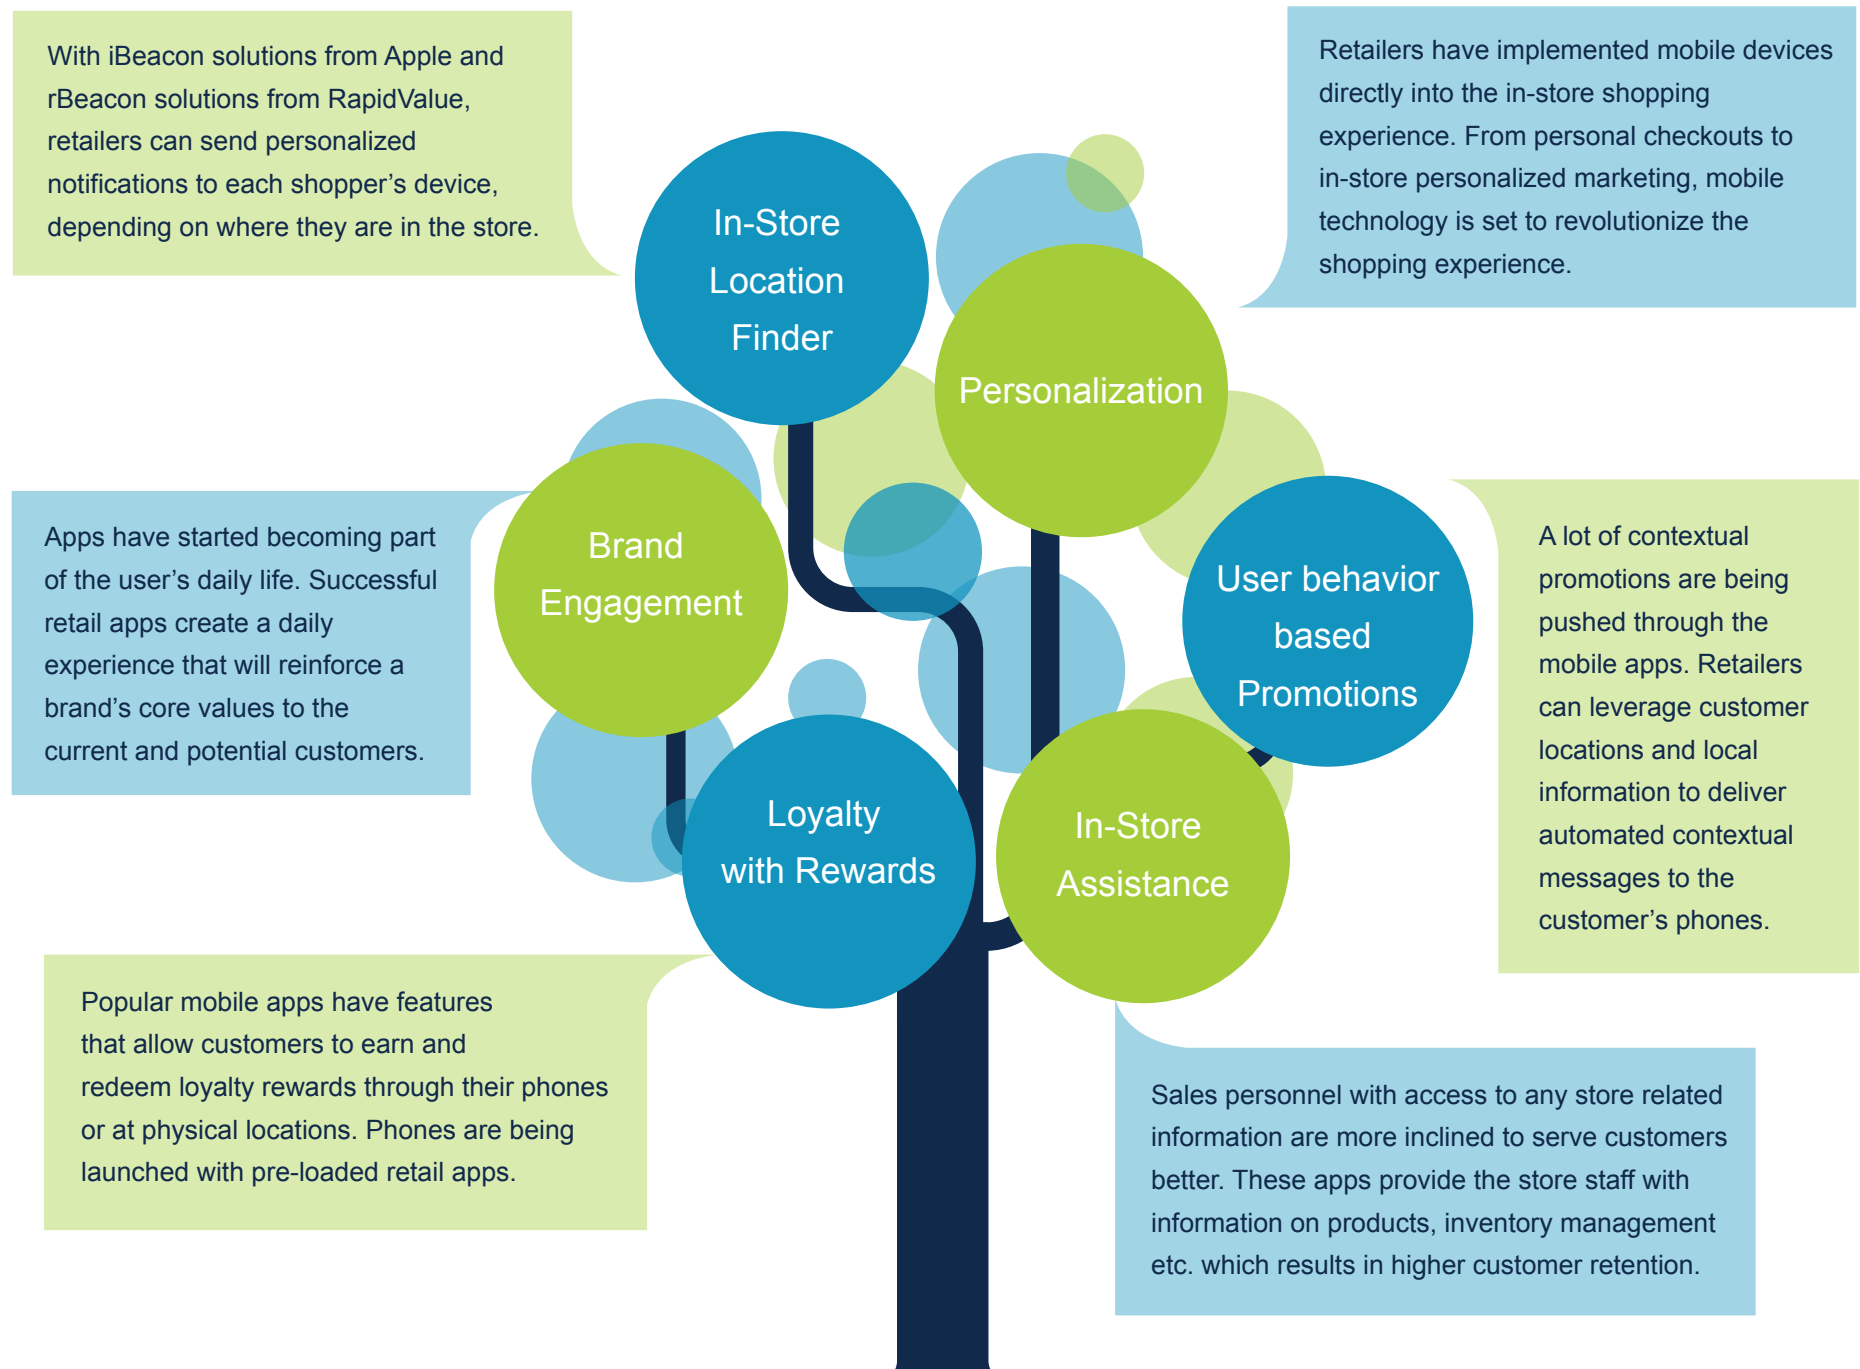 With iBeacon solutions from Apple and
rBeacon solutions from RapidValue,
retailers can send personalized
notifications to each shopper’s device,
depending on where they are in the store.
In-Store
Location
Finder
Retailers have implemented mobile devices
directly into the in-store shopping
experience. From personal checkouts to
in-store personalized marketing, mobile
technology is set to revolutionize the
shopping experience.
Personalization
Apps have started becoming part
of the user’s daily life. Successful
retail apps create a daily
experience that will reinforce a
brand’s core values to the
current and potential customers.
Brand
Engagement
User behavior
based
Promotions
A lot of contextual
promotions are being
pushed through the
mobile apps. Retailers
can leverage customer
locations and local
information to deliver
automated contextual
messages to the
customer’s phones.
Loyalty
with Rewards
In-Store
Assistance
Popular mobile apps have features
that allow customers to earn and
redeem loyalty rewards through their phones
or at physical locations. Phones are being
launched with pre-loaded retail apps.
Sales personnel with access to any store related
information are more inclined to serve customers
better. These apps provide the store staff with
information on products, inventory management
etc. which results in higher customer retention.